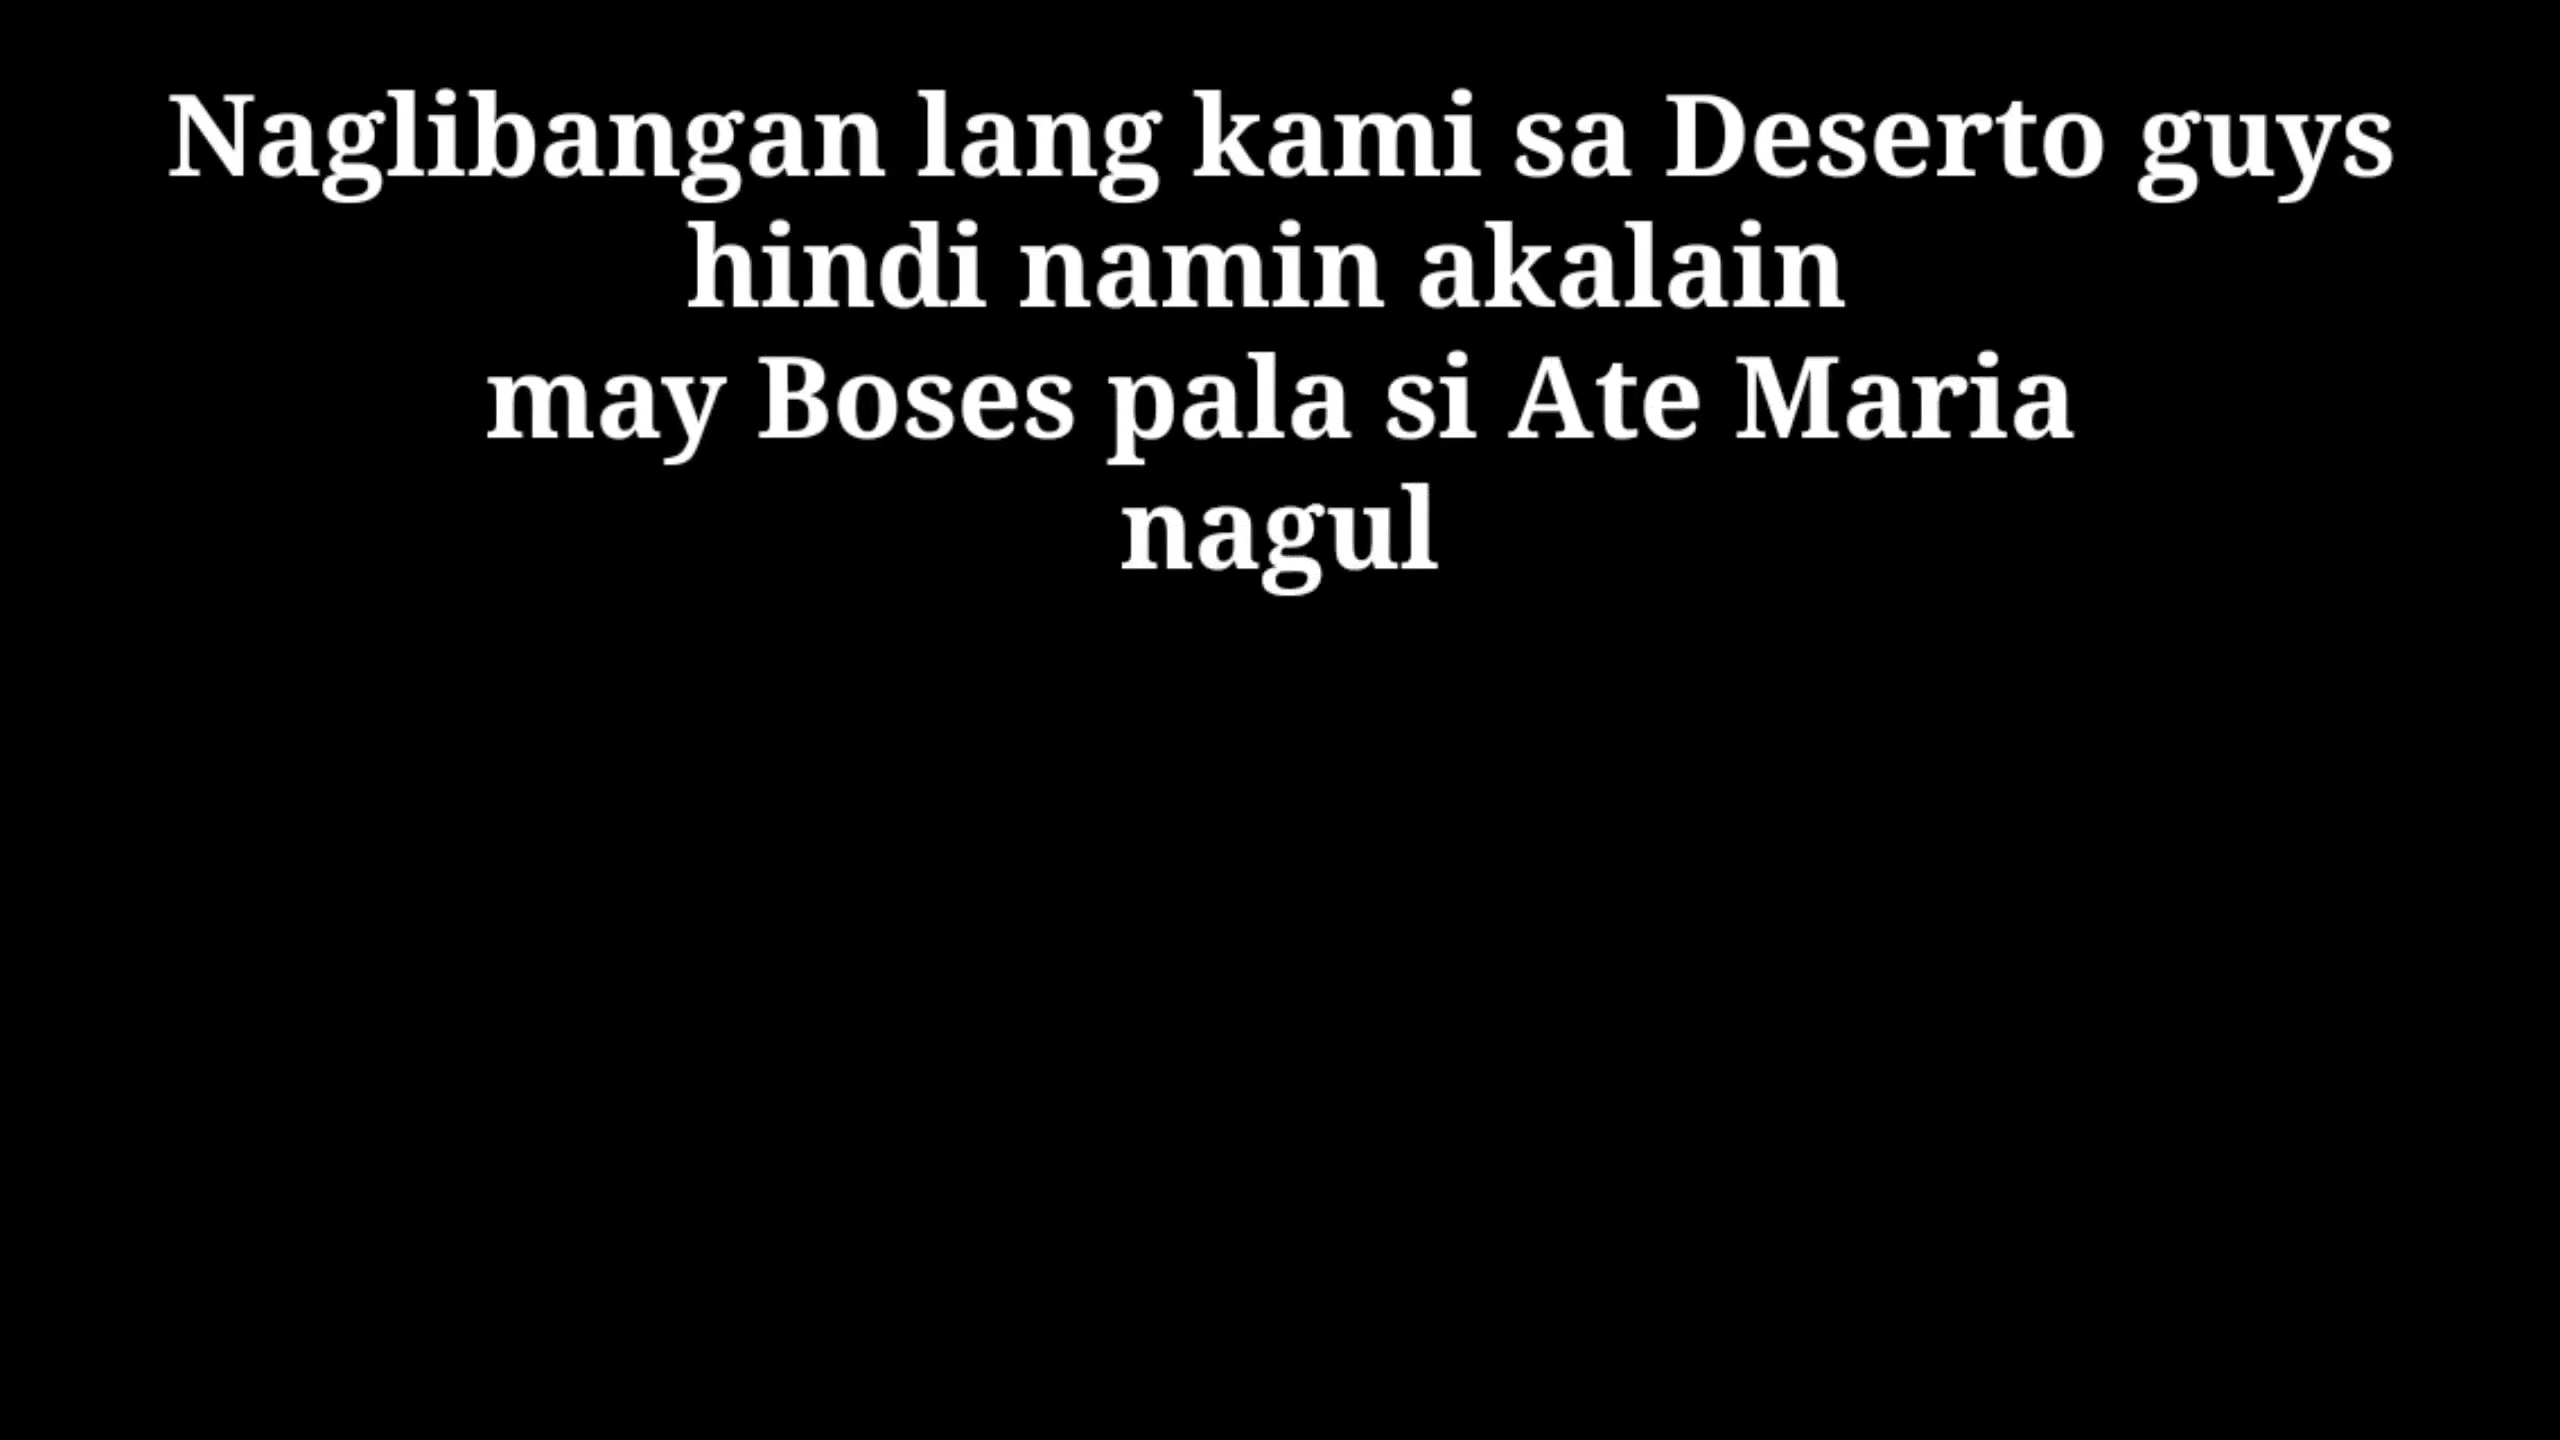 Naglibangan lang kami sa Deserto guys
hindi namin akalain
may Boses pala si Ate Maria
nagul